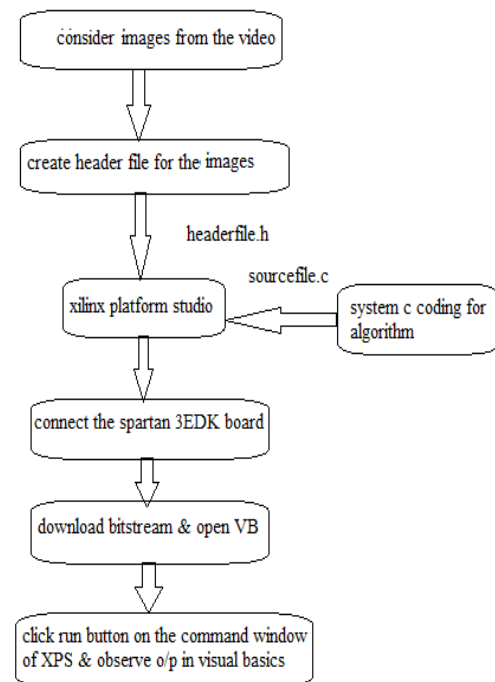 consider images from the video
create header file for the images
headerfile.h
sourcefile.c
xilinx platform studio
system c coding for
algorithm
connect the spartan 3EDK board
download bitstream & open VB
click run button on the command window
of XPS & observe o/p in visual basics